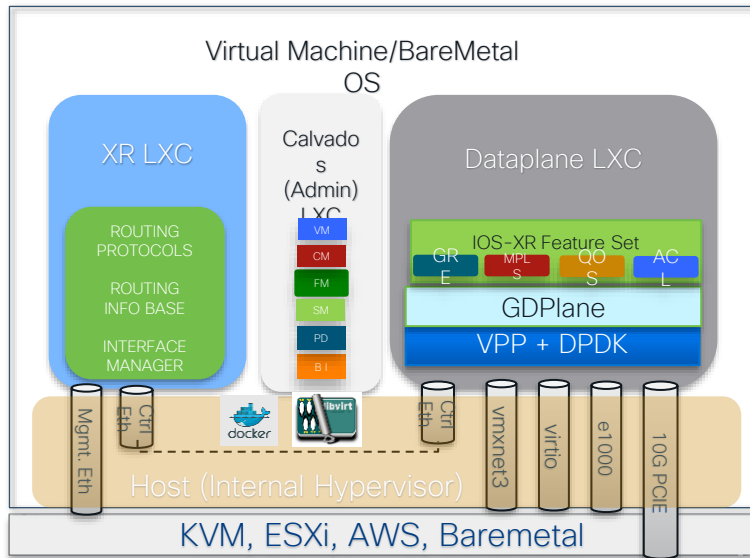 Virtual Machine/BareMetal
OS
XR LXC
ROUTING
PROTOCOLS
ROUTING
INFO BASE
INTERFACE
MANAGER
Calvado
s
(Admin)
LXC
VM
CM
FM
SM
PD
B I
Dataplane LXC
IOS-XR Feature Set
GR
E
MPL
S
QO
S
AC
L
GDPlane
VPP + DPDK
Mgmt. Eth
Ctrl
Eth
docker
libvirt
Ctrl
Eth
vmxnet3
virtio
e1000
10G PCIE
Host (Internal Hypervisor)
KVM, ESXi, AWS, Baremetal